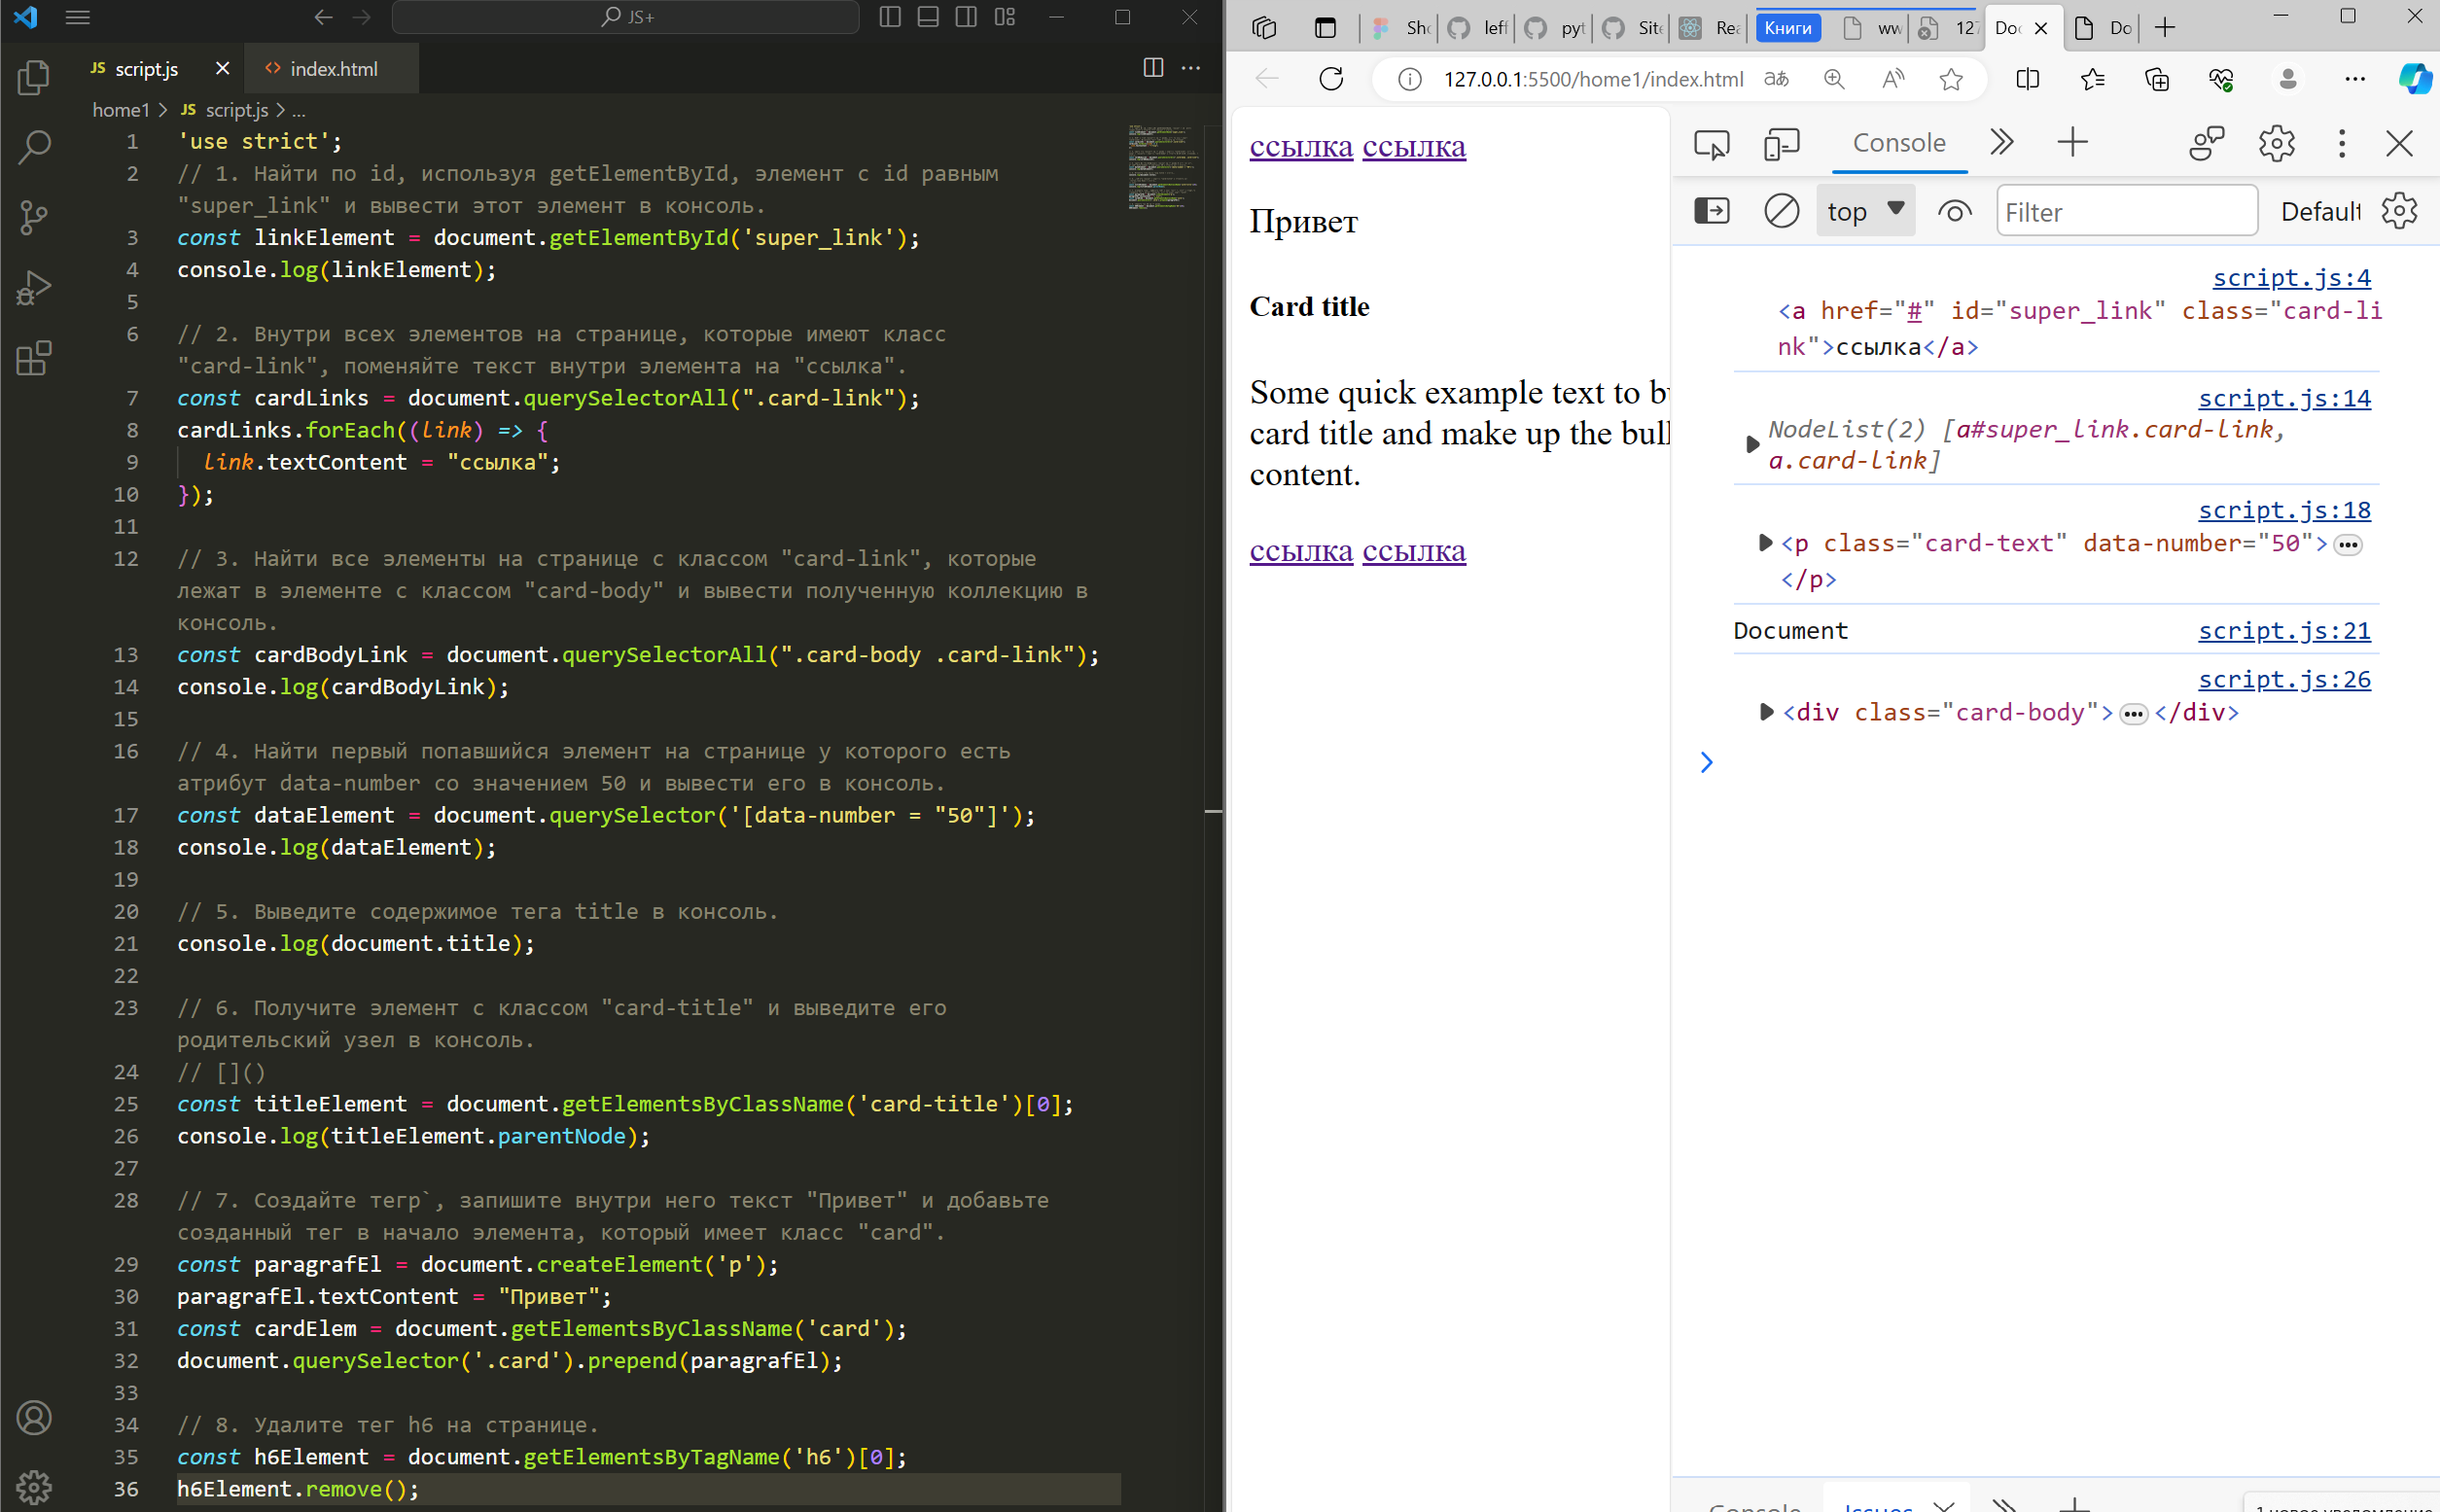 JS+
JS script.js
<> index.html
home1 > JS script.js > ...
1 'use strict';
2 // 1. Найти по id, используя getElementById, элемент с id равным
"super_link" и вывести этот элемент в консоль.
3 const linkElement = document.getElementById('super_link');
4 console.log(linkElement);
5
6 // 2. Внутри всех элементов на странице, которые имеют класс
"card-link", поменяйте текст внутри элемента на "ссылка".
7 const cardLinks = document.querySelectorAll(".card-link");
8 cardLinks.forEach((link) => {
9 link.textContent = "ссылка";
10 });
11
12 // 3. Найти все элементы на странице с классом "card-link", которые
лежат в элементе с классом "card-body" и вывести полученную коллекцию в
консоль.
13 const cardBodyLink = document.querySelectorAll(".card-body .card-link");
14 console.log(cardBodyLink);
15
16 // 4. Найти первый попавшийся элемент на странице у которого есть
атрибут data-number со значением 50 и вывести его в консоль.
17 const dataElement = document.querySelector('[data-number = "50"]');
18 console.log(dataElement);
19
20 // 5. Выведите содержимое тега title в консоль.
21 console.log(document.title);
22
23 // 6. Получите элемент с классом "card-title" и выведите его
родительский узел в консоль.
24 // []()
25 const titleElement = document.getElementsByClassName('card-title')[0];
26 console.log(titleElement.parentNode);
27
28 // 7. Создайте тегp`, запишите внутри него текст "Привет" и добавьте
созданный тег в начало элемента, который имеет класс "card".
29 const paragrafEl = document.createElement('p');
30 paragrafEl.textContent = "Привет";
31 const cardElem = document.getElementsByClassName('card');
32 document.querySelector('.card').prepend(paragrafEl);
33
34 // 8. Удалите тег h6 на странице.
35 const h6Element = document.getElementsByTagName('h6')[0];
36 h6Element.remove();
Sho leff pyt Site Rea Книги ww 127 Doc Do
127.0.0.1:5500/home1/index.html
ссылка ссылка
Привет
Card title
Some quick example text to bu
card title and make up the bull
content.
ссылка ссылка
Console
top Filter Default
script.js:4
<a href="#" id="super_link" class="card-li
nk">ссылка</a>
script.js:14
NodeList(2) [a#super_link.card-link,
a.card-link]
script.js:18
<p class="card-text" data-number="50">
</p>
Document script.js:21
script.js:26
<div class="card-body"> </div>
Console Issues
1 новое уведомление